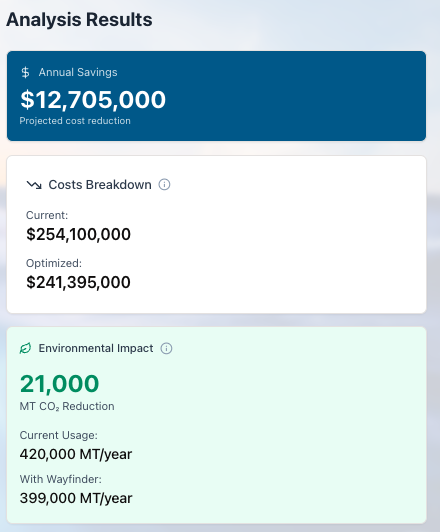 Analysis Results
$ Annual Savings
$12,705,000
Projected cost reduction
Costs Breakdown
Current:
$254,100,000
Optimized:
$241,395,000
Environmental Impact
21,000
MT CO₂ Reduction
Current Usage:
420,000 MT/year
With Wayfinder:
399,000 MT/year